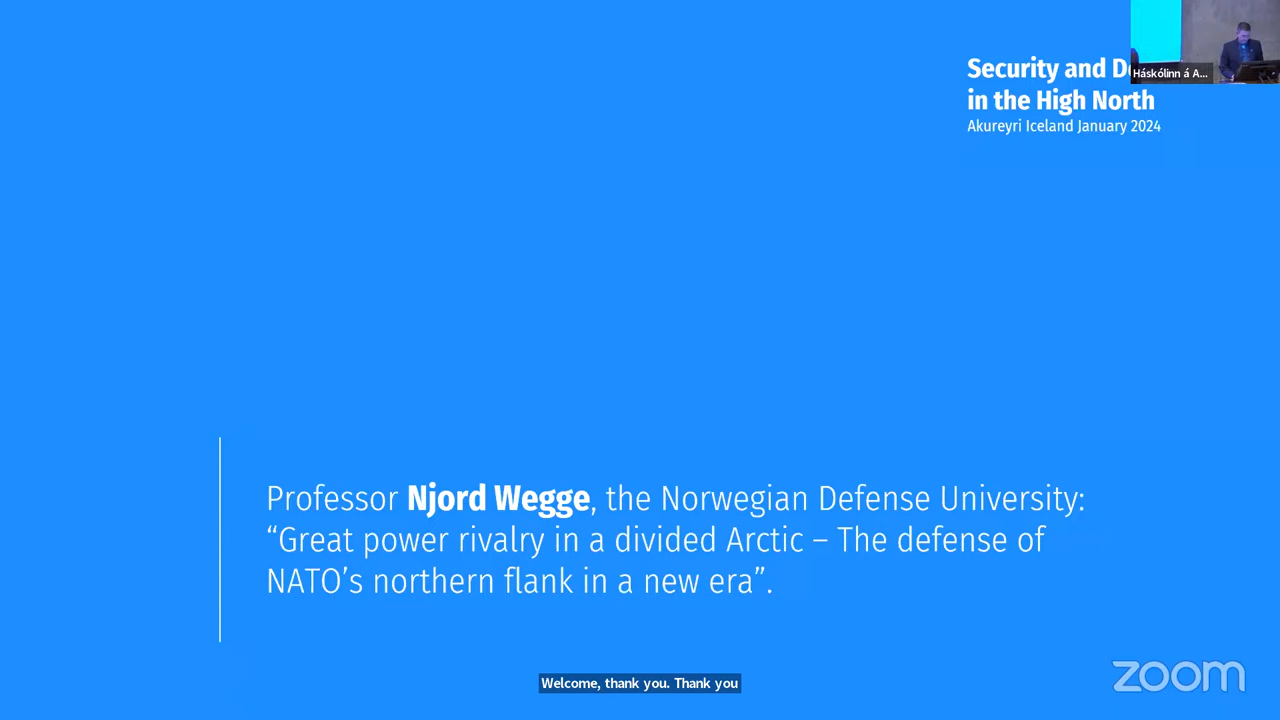 Security and D
in the High North
Akureyri Iceland January 2024
Háskólinn á A...
Professor Njord Wegge, the Norwegian Defense University:
“Great power rivalry in a divided Arctic – The defense of
NATO’s northern flank in a new era”.
Welcome, thank you. Thank you
zoom